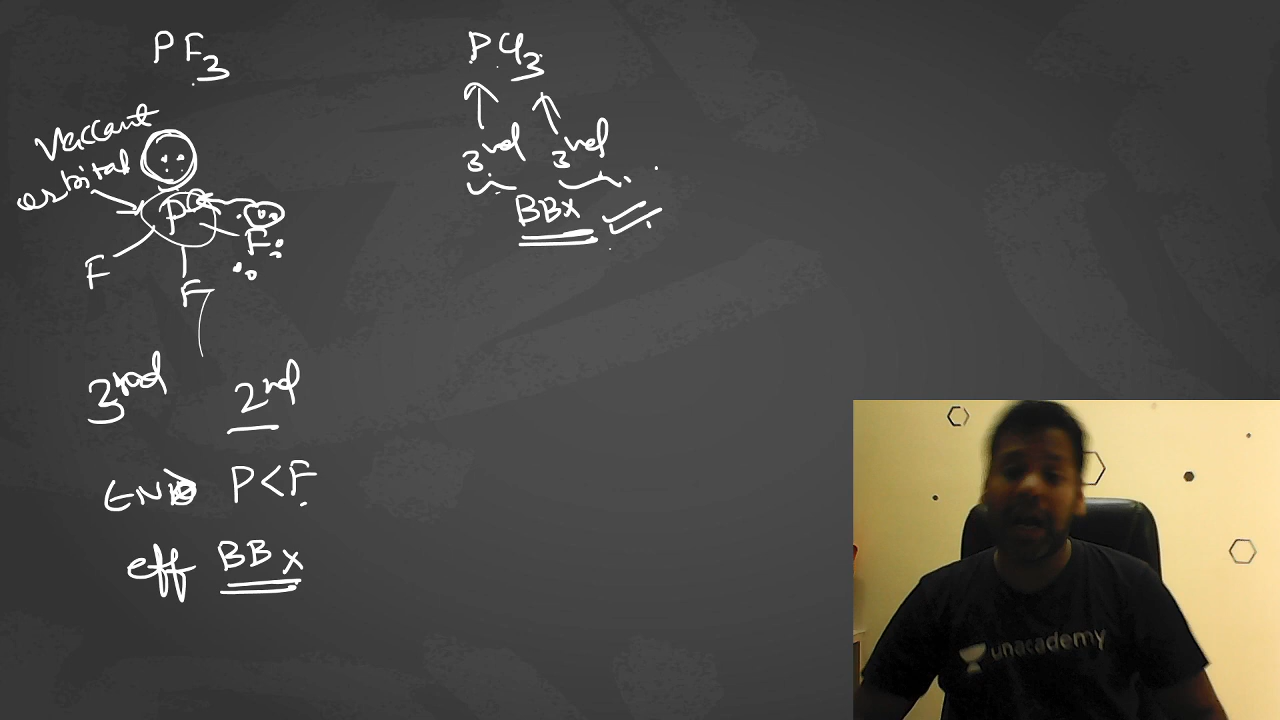 PF3
Vaccant
orbital
P
F
F
F
3rd 2nd
EN P<F
eff BBX
PCl3
3rd 3rd
BBX
unacademy